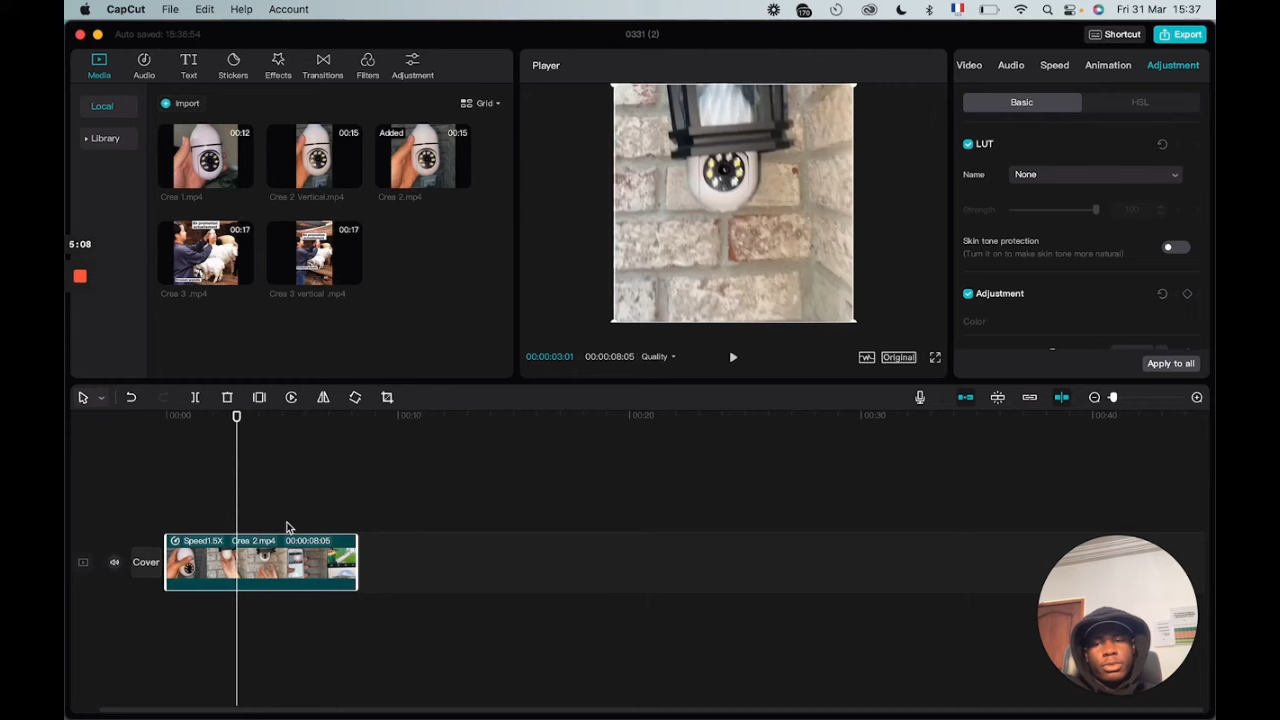 CapCut File Edit Help Account
170
Fri 31 Mar 15:37
Auto saved: 15:36:54
0331 (2)
Shortcut
Export
Media Audio Text Stickers Effects Transitions Filters Adjustment
Player
Video Audio Speed Animation Adjustment
Local
Library
Import
Grid
00:12
00:15
Added 00:15
Crea 1.mp4
Crea 2 Vertical.mp4
Crea 2.mp4
00:17
00:17
Crea 3 .mp4
Crea 3 vertical .mp4
5:08
Basic HSL
LUT
Name None
Strength 100
Skin tone protection
(Turn it on to make skin tone more natural)
Adjustment
Color
Apply to all
00:00:03:01 00:00:08:05 Quality
Original
00:00 00:10 00:20 00:30 00:40
Cover
Speed1.5X Crea 2.mp4 00:00:08:05